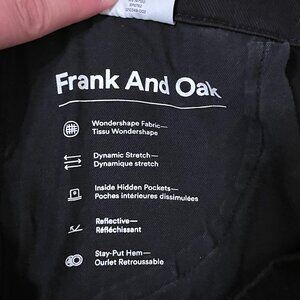 Frank And Oak
Wondershape Fabric—
Tissu Wondershape
Dynamic Stretch—
Dynamique stretch
Inside Hidden Pockets—
Poches intérieures dissimulées
Reflective—
Réfléchissant
Stay-Put Hem—
Ourlet Retroussable